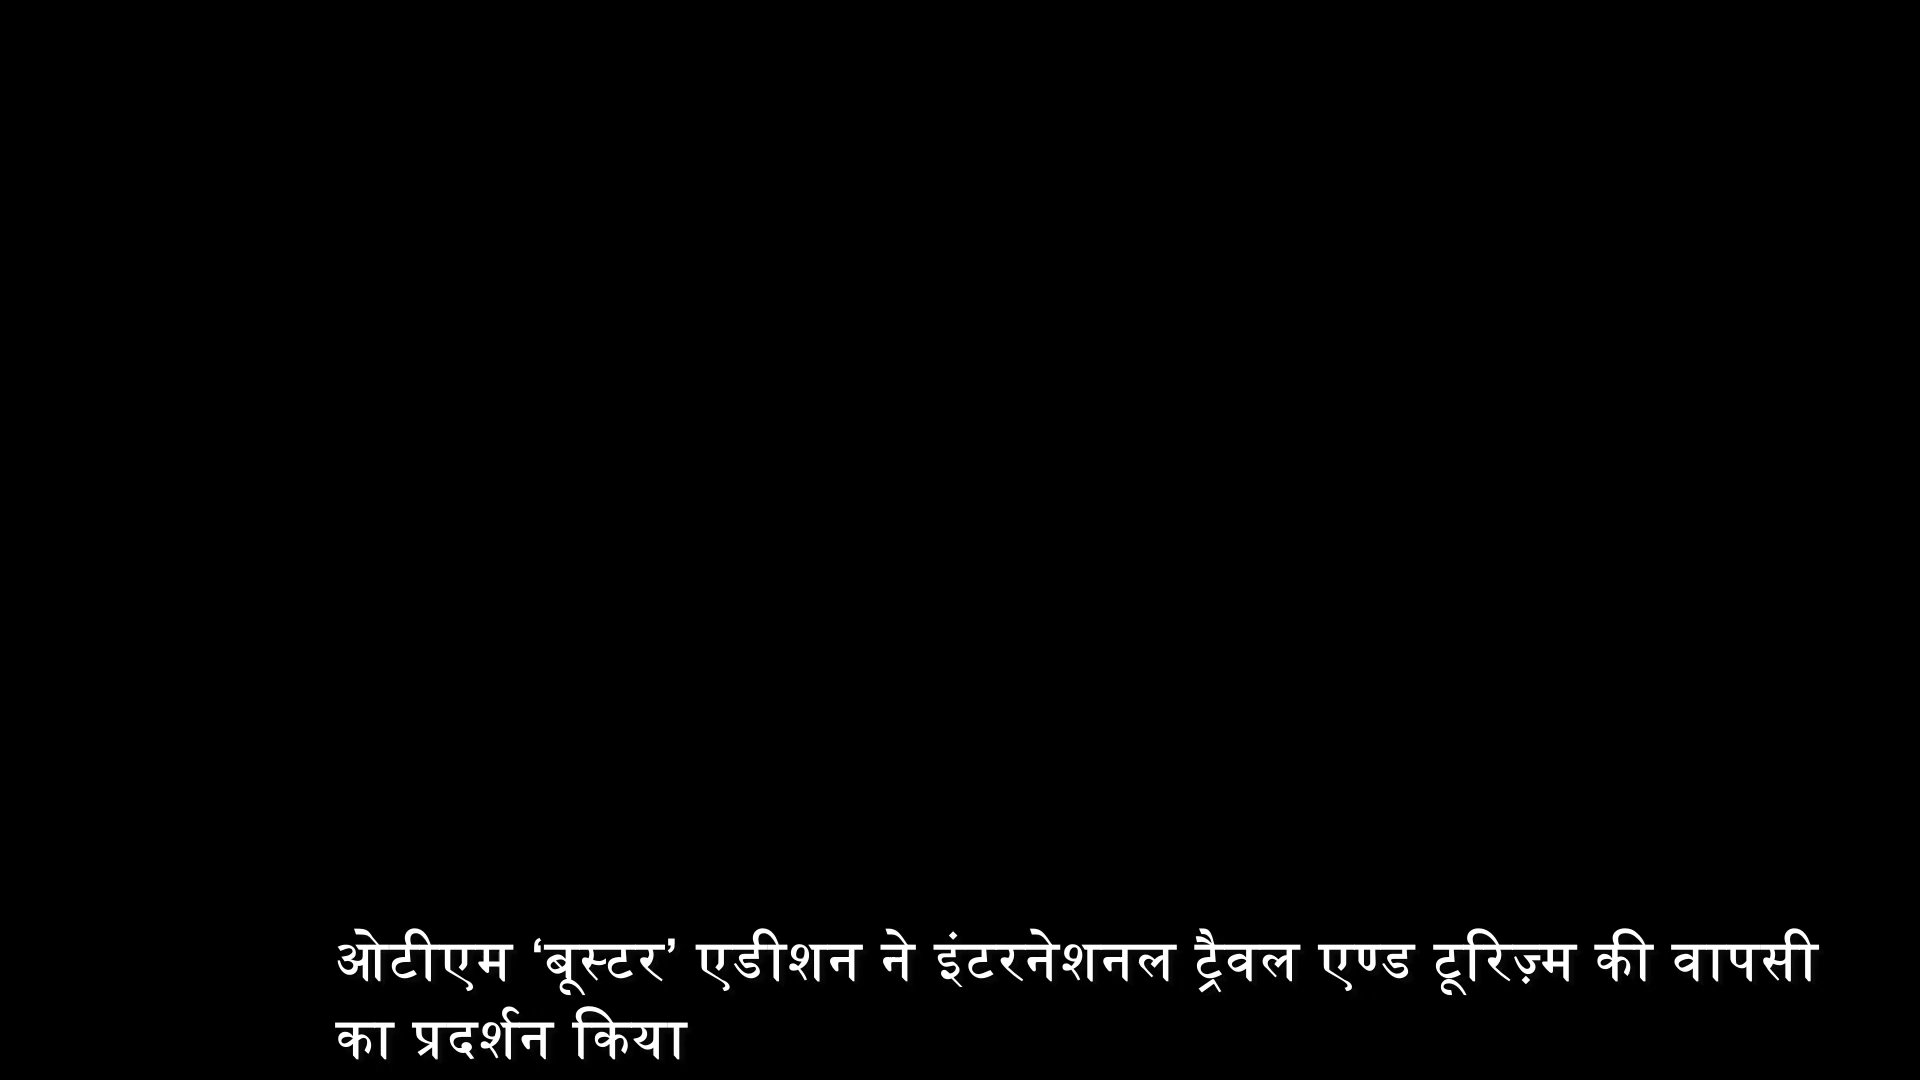 ओटीएम ‘बूस्टर’ एडीशन ने इंटरनेशनल ट्रैवल एण्ड टूरिज़्म की वापसी
का प्रदर्शन किया